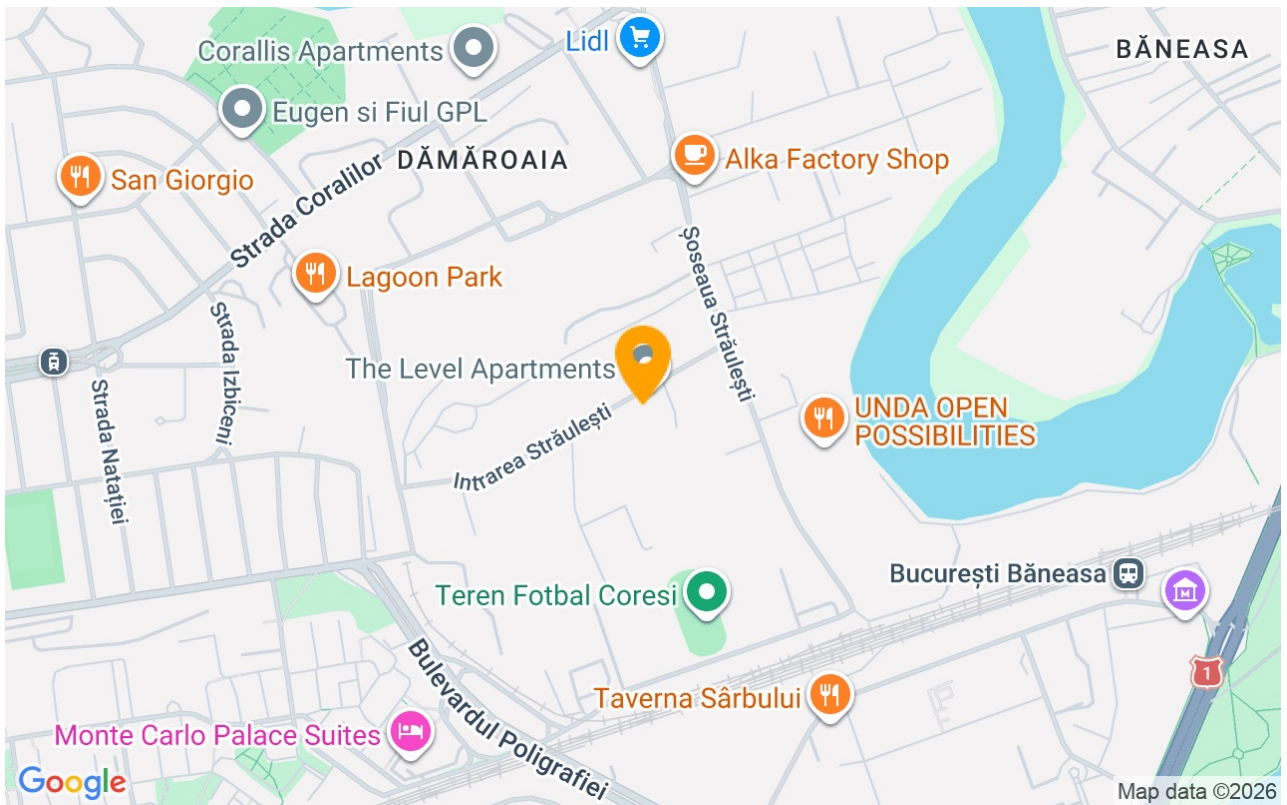 Corallis Apartments
Lidl
BĂNEASA
Eugen si Fiul GPL
DĂMĂROAIA
Alka Factory Shop
San Giorgio
Strada Coralilor
Lagoon Park
Șoseaua Străulești
Strada Izbiceni
The Level Apartments
Strada Natației
UNDA OPEN
POSSIBILITIES
Intrarea Străulești
București Băneasa
M
Teren Fotbal Coresi
1
Bulevardul Poligrafiei
Taverna Sârbului
Monte Carlo Palace Suites
Google
Map data ©2026